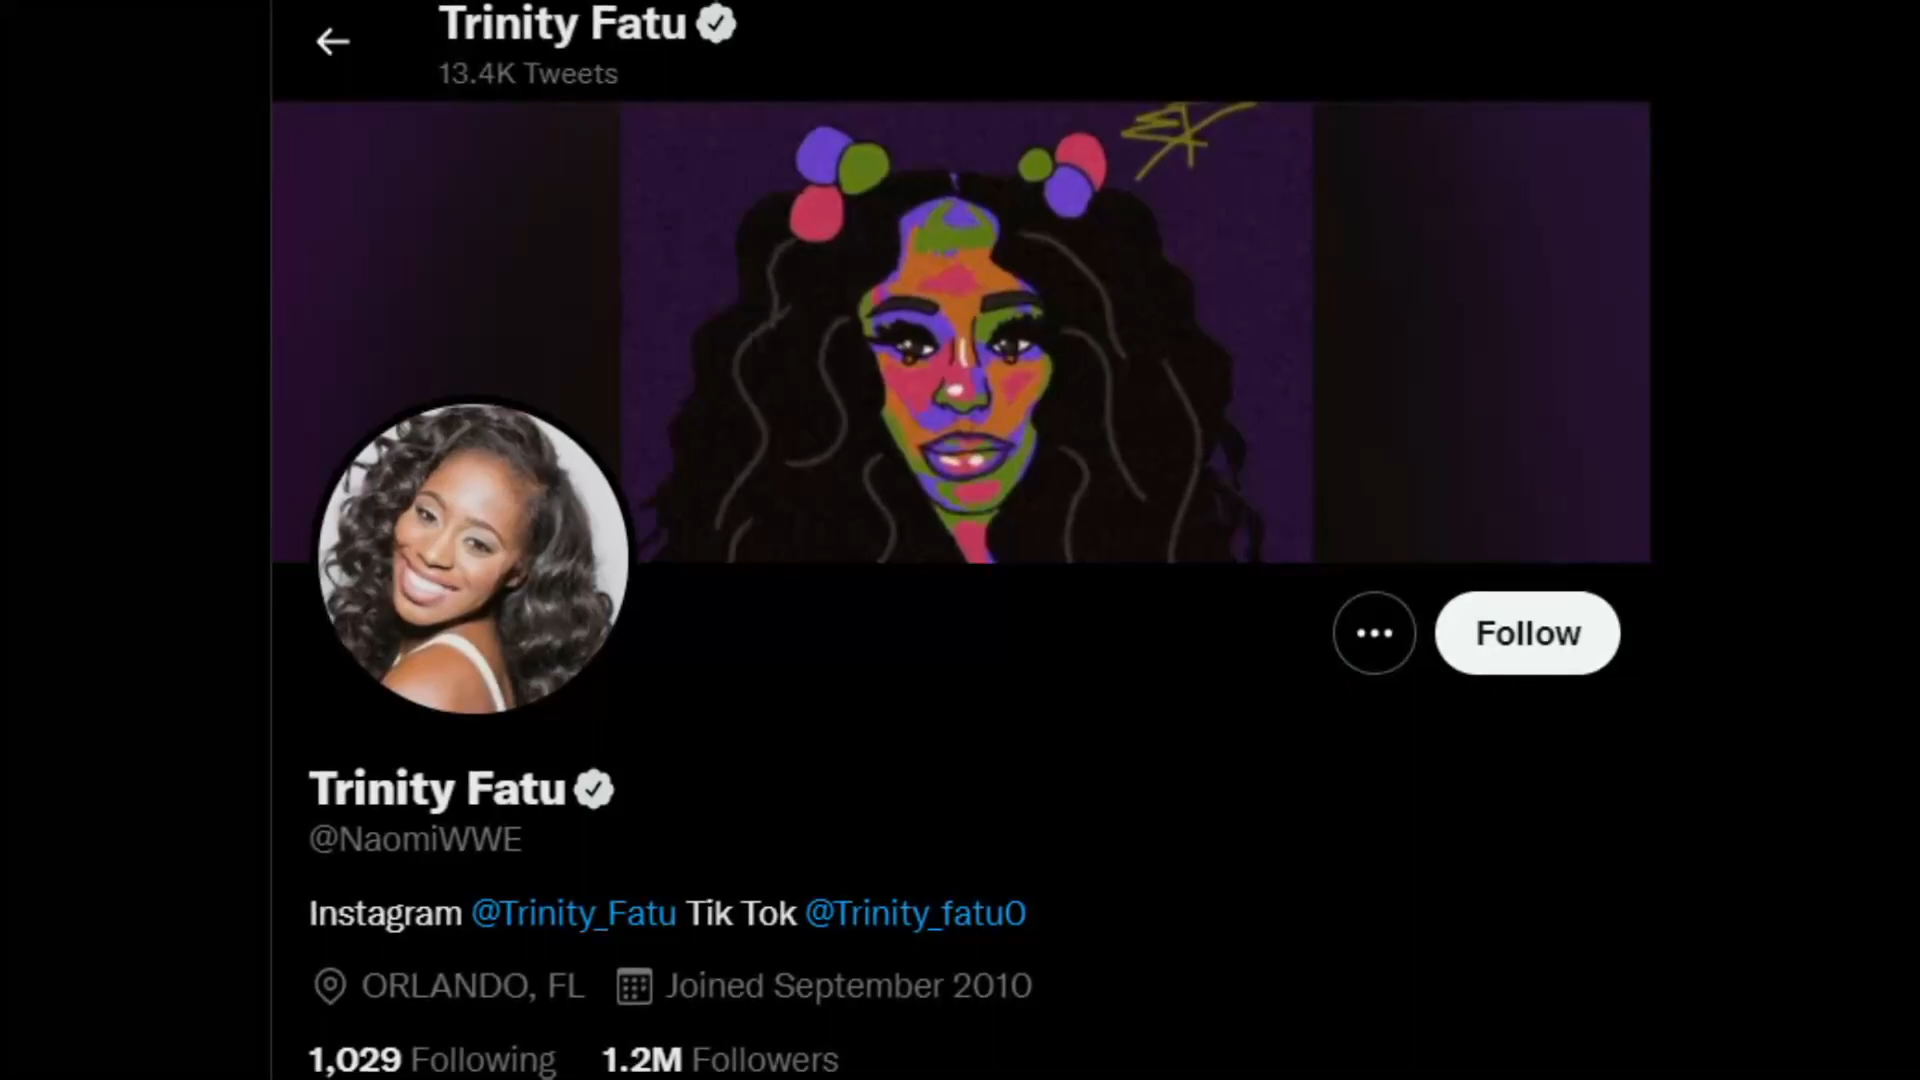 Trinity Fatu
13.4K Tweets
Follow
Trinity Fatu
@NaomiWWE
Instagram @Trinity_Fatu Tik Tok @Trinity_fatu0
ORLANDO, FL Joined September 2010
1,029 Following 1.2M Followers